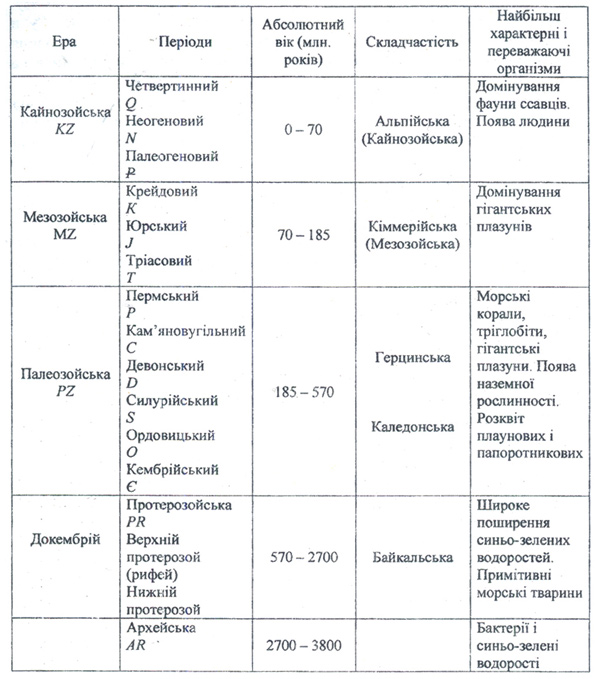 Ера
Періоди
Абсолютний
вік (млн.
років)
Складчастість
Найбільш
характерні і
переважаючі
організми
Кайнозойська
KZ
Четвертинний
Q
Неогеновий
N
Палеогеновий
₽
0 – 70
Альпійська
(Кайнозойська)
Домінування
фауни ссавців.
Поява людини
Мезозойська
MZ
Крейдовий
K
Юрський
J
Тріасовий
T
70 – 185
Кіммерійська
(Мезозойська)
Домінування
гігантських
плазунів
Палеозойська
PZ
Пермський
P
Кам’яновугільний
C
Девонський
D
Силурійський
S
Ордовицький
O
Кембрійський
Є
185 – 570
Герцинська
Каледонська
Морські
корали,
тріглобіти,
гігантські
плазуни. Поява
наземної
рослинності.
Розквіт
плаунових і
папоротникових
Докембрій
Протерозойська
PR
Верхній
протерозой
(рифей)
Нижній
протерозой
570 – 2700
Байкальська
Широке
поширення
синьо-зелених
водоростей.
Примітивні
морські тварини
Архейська
AR
2700 – 3800
Бактерії і
синьо-зелені
водорості